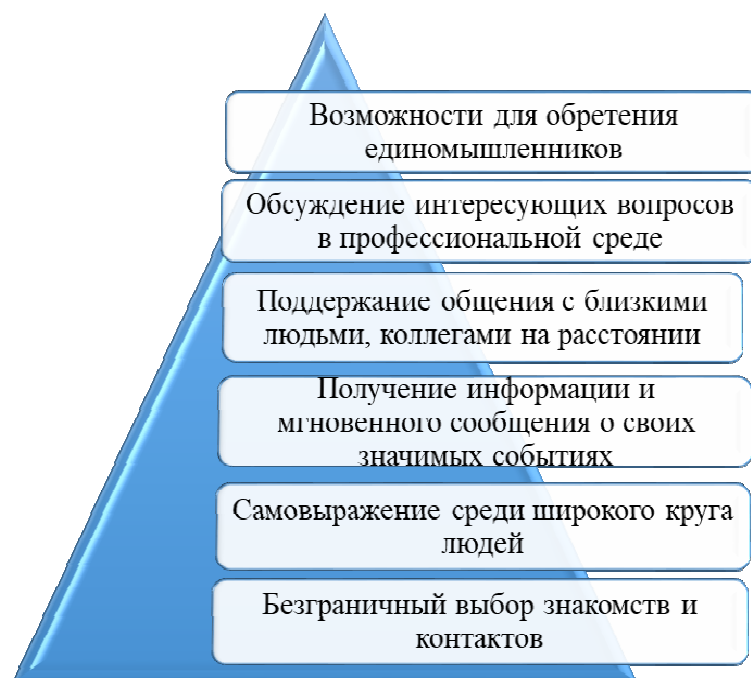 Возможности для обретения
единомышленников
Обсуждение интересующих вопросов
в профессиональной среде
Поддержание общения с близкими
людьми, коллегами на расстоянии
Получение информации и
мгновенного сообщения о своих
значимых событиях
Самовыражение среди широкого круга
людей
Безграничный выбор знакомств и
контактов